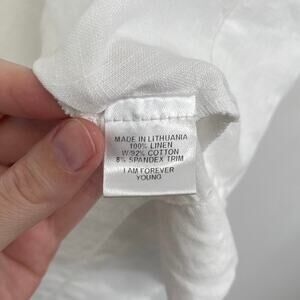 MADE IN LITHUANIA
100% LINEN
W/92% COTTON
8% SPANDEX TRIM
I AM FOREVER
YOUNG